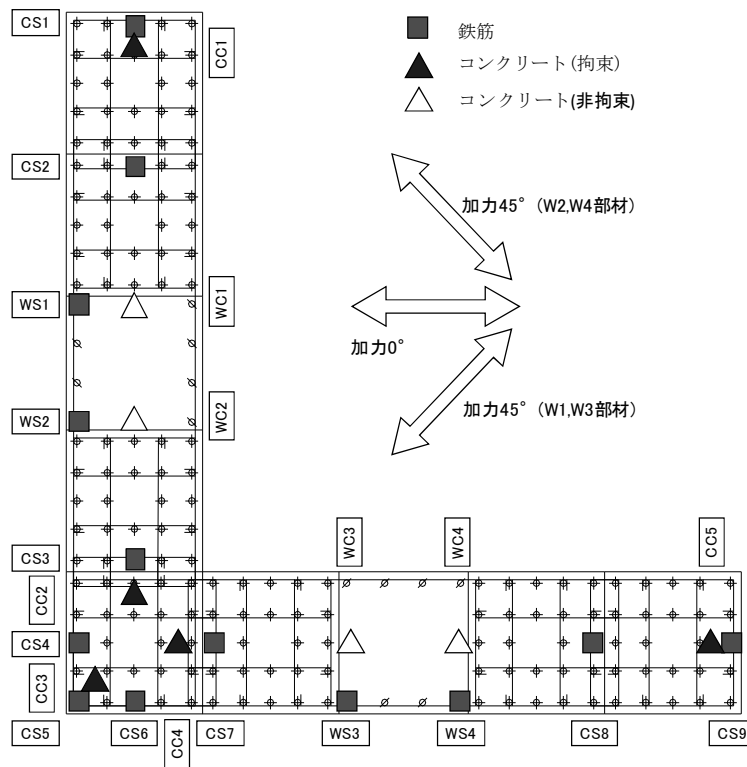 CS1
CC1
鉄筋
コンクリート(拘束)
コンクリート(非拘束)
CS2
加力45°(W2,W4部材)
WS1
WC1
加力0°
加力45°(W1,W3部材)
WS2
WC2
CS3
WC3
WC4
CC5
CC2
CS4
CC3
CS5
CS6
CC4
CS7
WS3
WS4
CS8
CS9